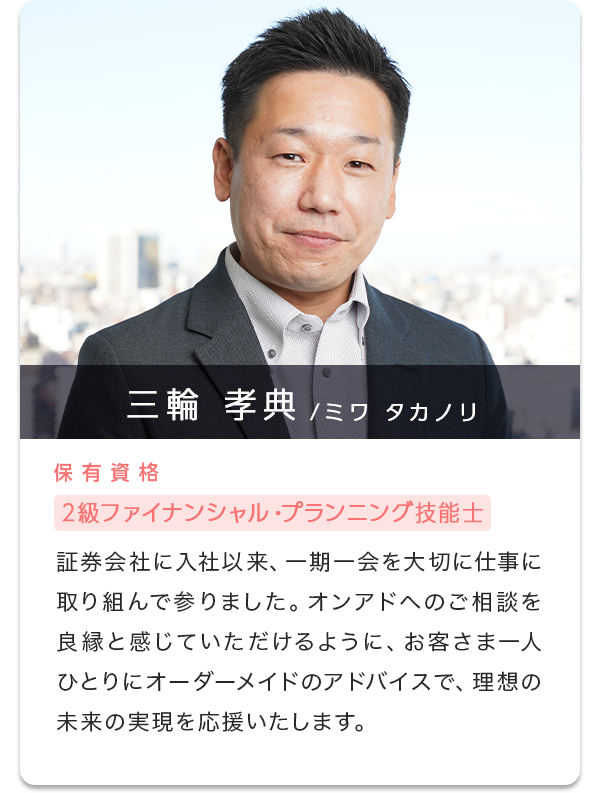 三輪 孝典 /ミワ タカノリ
保有資格
2級ファイナンシャル・プランニング技能士
証券会社に入社以来、一期一会を大切に仕事に
取り組んで参りました。オンアドへのご相談を
良縁と感じていただけるように、お客さま一人
ひとりにオーダーメイドのアドバイスで、理想の
未来の実現を応援いたします。